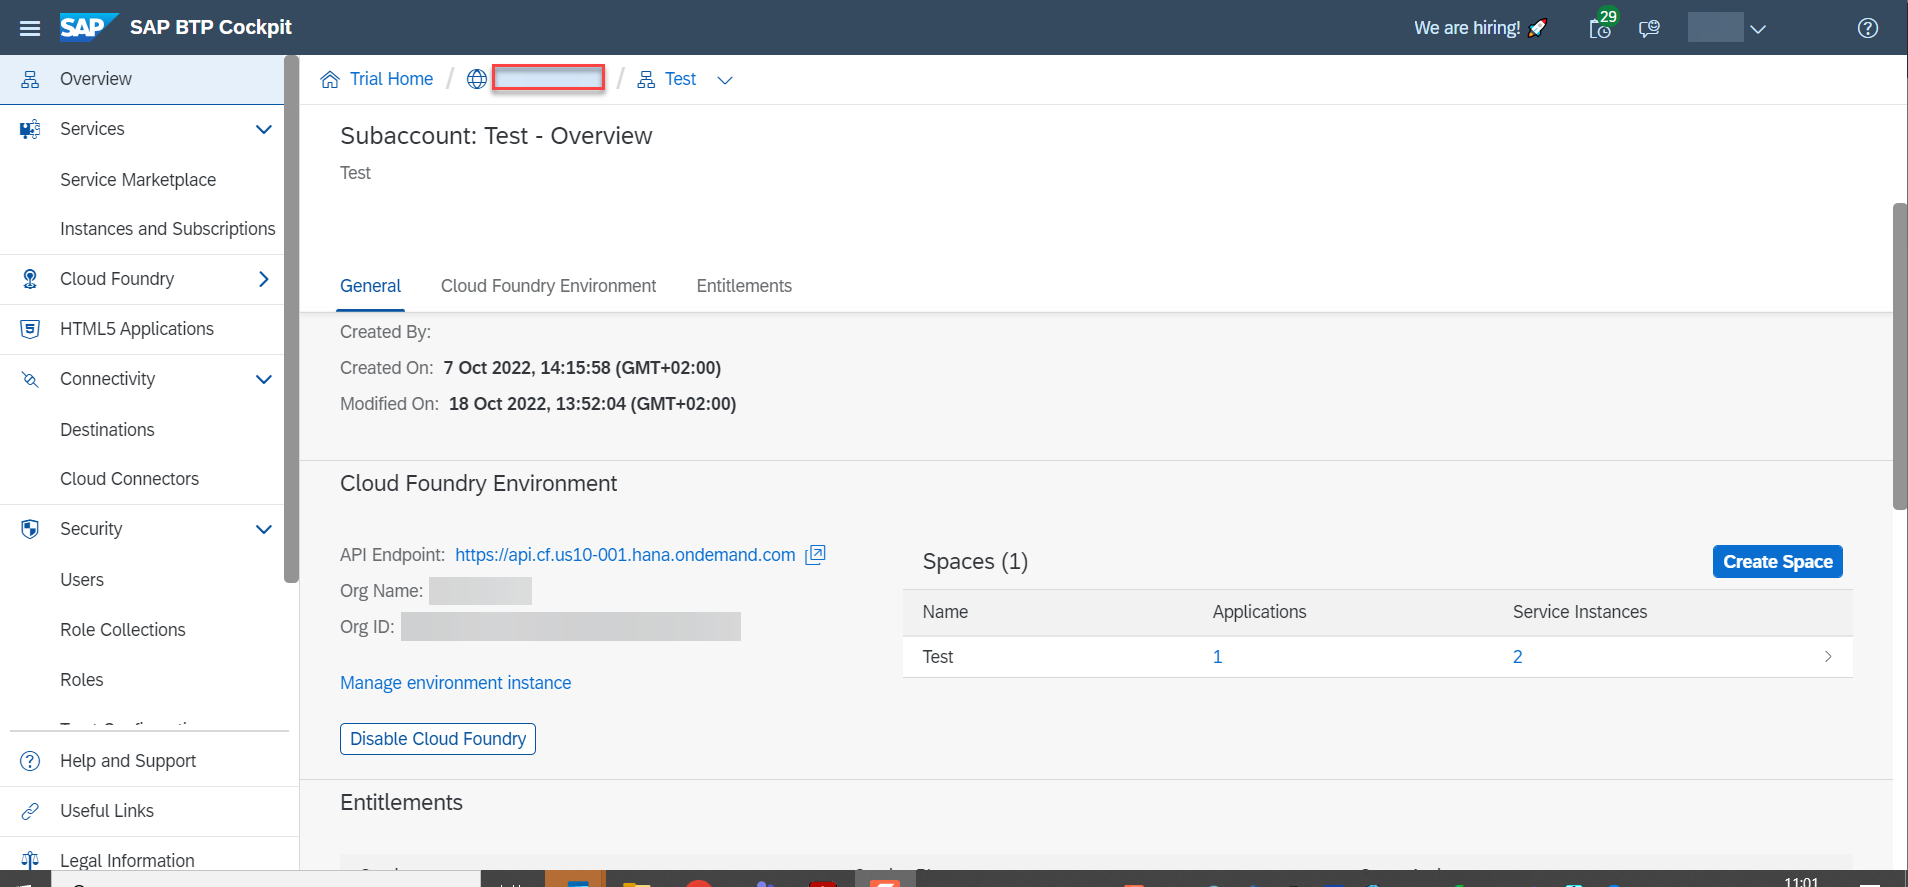 SAP SAP BTP Cockpit
We are hiring! 🚀
29
Overview
Services
Service Marketplace
Instances and Subscriptions
Cloud Foundry
HTML5 Applications
Connectivity
Destinations
Cloud Connectors
Security
Users
Role Collections
Roles
Help and Support
Useful Links
Legal Information
Trial Home / / Test
Subaccount: Test - Overview
Test
General Cloud Foundry Environment Entitlements
Created By:
Created On: 7 Oct 2022, 14:15:58 (GMT+02:00)
Modified On: 18 Oct 2022, 13:52:04 (GMT+02:00)
Cloud Foundry Environment
API Endpoint: https://api.cf.us10-001.hana.ondemand.com
Org Name:
Org ID:
Manage environment instance
Disable Cloud Foundry
Spaces (1)
Create Space
Name Applications Service Instances
Test 1 2
Entitlements
11:01